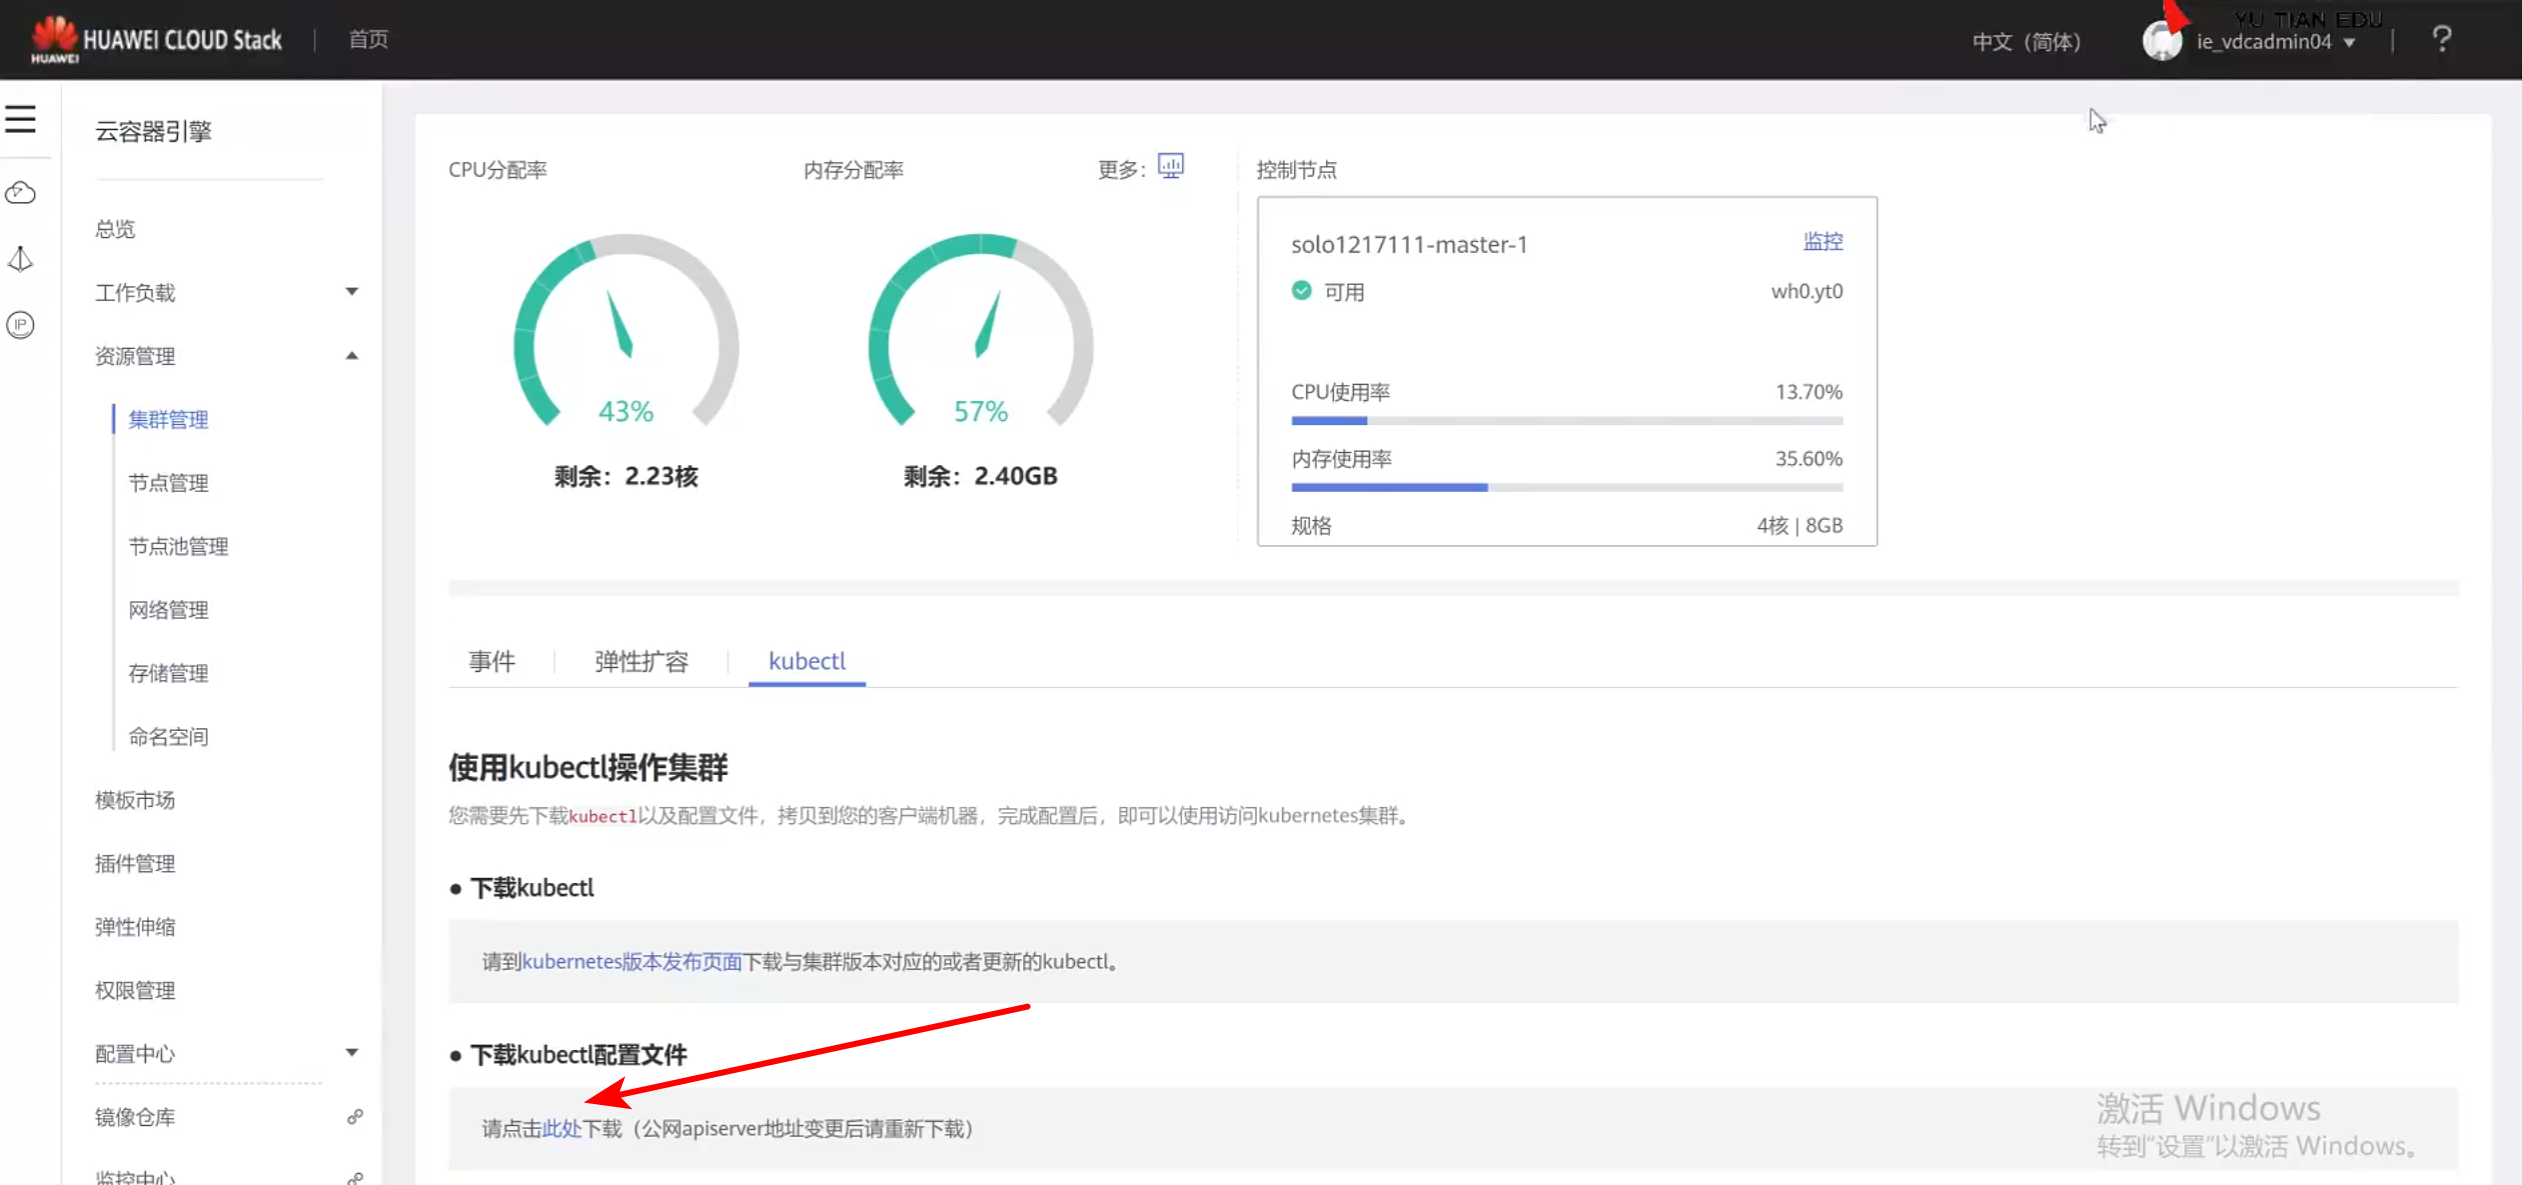 YU TIAN EDU
HUAWEI
HUAWEI CLOUD Stack
首页
中文（简体）
ie_vdcadmin04
?
云容器引擎
总览
工作负载
资源管理
集群管理
节点管理
节点池管理
网络管理
存储管理
命名空间
模板市场
插件管理
弹性伸缩
权限管理
配置中心
镜像仓库
监控中心
IP
CPU分配率
内存分配率
更多：
43%
57%
剩余：2.23核
剩余：2.40GB
控制节点
solo1217111-master-1
监控
可用
wh0.yt0
CPU使用率
13.70%
内存使用率
35.60%
规格
4核 | 8GB
事件
弹性扩容
kubectl
使用kubectl操作集群
您需要先下载kubectl以及配置文件，拷贝到您的客户端机器，完成配置后，即可以使用访问kubernetes集群。
下载kubectl
请到kubernetes版本发布页面下载与集群版本对应的或者更新的kubectl。
下载kubectl配置文件
请点击此处下载（公网apiserver地址变更后请重新下载）
激活 Windows
转到“设置”以激活 Windows。